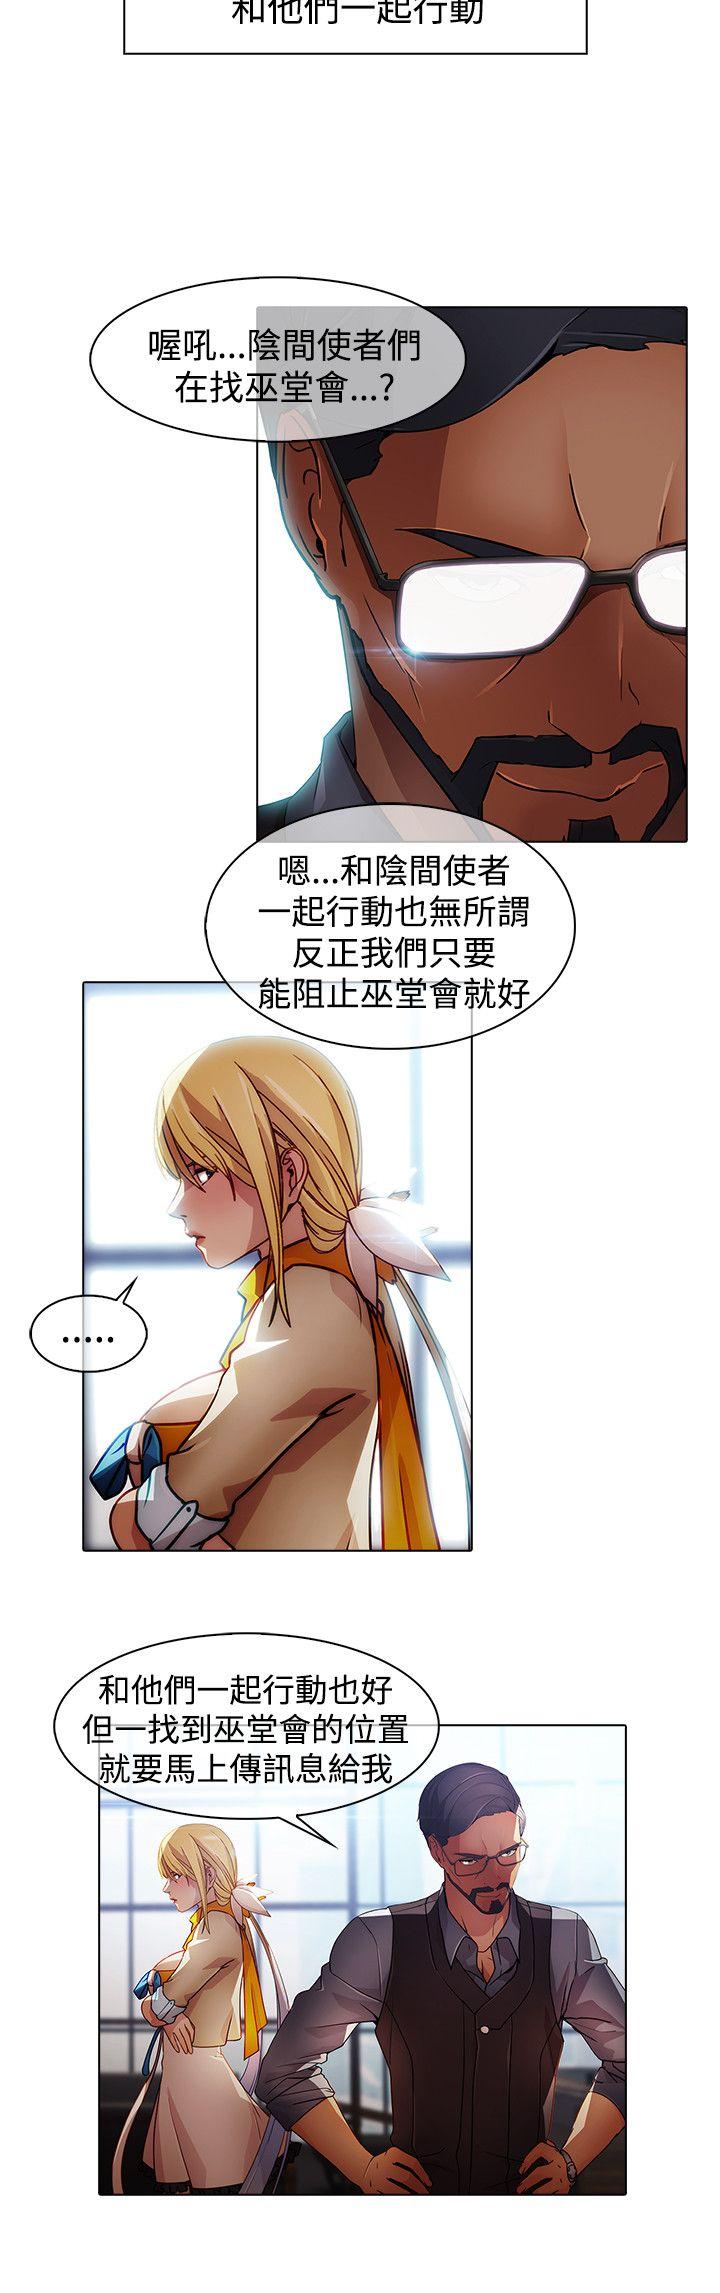 和他們一起行動
喔吼...陰間使者們
在找巫堂會...?
嗯...和陰間使者
一起行動也無所謂
反正我們只要
能阻止巫堂會就好
.....
和他們一起行動也好
但一找到巫堂會的位置
就要馬上傳訊息給我